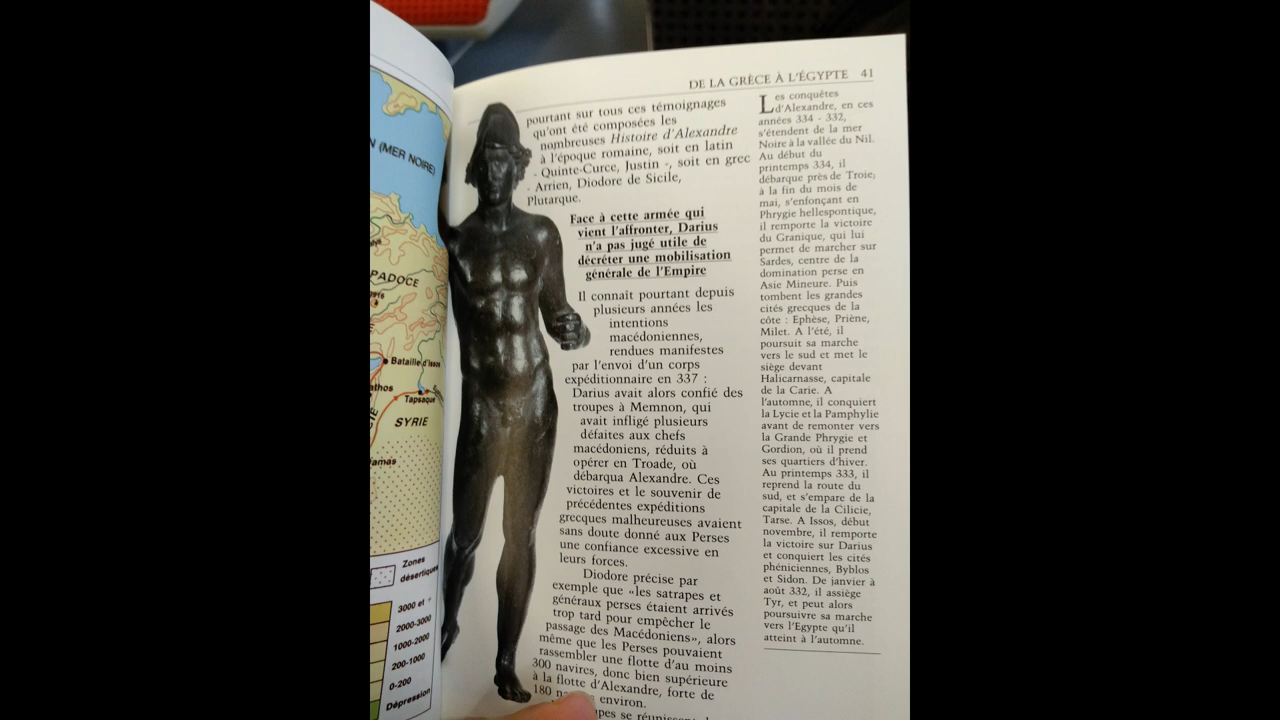 N (MER NOIRE)
PADOCE
Bataille d'Issos
Tapsaque
SYRIE
Zones
désertiques
3000 et +
2000-3000
1000-2000
200-1000
0-200
Dépression
DE LA GRÈCE À L'ÉGYPTE 41
pourtant sur tous ces témoignages
qu'ont été composées les
nombreuses Histoire d'Alexandre
à l'époque romaine, soit en latin
- Quinte-Curce, Justin -, soit en grec
- Arrien, Diodore de Sicile,
Plutarque.
Face à cette armée qui
vient l'affronter, Darius
n'a pas jugé utile de
décréter une mobilisation
générale de l'Empire
Il connaît pourtant depuis
plusieurs années les
intentions
macédoniennes,
rendues manifestes
par l'envoi d'un corps
expéditionnaire en 337 :
Darius avait alors confié des
troupes à Memnon, qui
avait infligé plusieurs
défaites aux chefs
macédoniens, réduits à
opérer en Troade, où
débarqua Alexandre. Ces
victoires et le souvenir de
précédentes expéditions
grecques malheureuses avaient
sans doute donné aux Perses
une confiance excessive en
leurs forces.
Diodore précise par
exemple que «les satrapes et
généraux perses étaient arrivés
trop tard pour empêcher le
passage des Macédoniens», alors
même que les Perses pouvaient
rassembler une flotte d'au moins
300 navires, donc bien supérieure
à la flotte d'Alexandre, forte de
180 environ.
se réunissent
Les conquêtes
d'Alexandre, en ces
années 334 - 332,
s'étendent de la mer
Noire à la vallée du Nil.
Au début du
printemps 334, il
débarque près de Troie;
à la fin du mois de
mai, s'enfonçant en
Phrygie hellespontique,
il remporte la victoire
du Granique, qui lui
permet de marcher sur
Sardes, centre de la
domination perse en
Asie Mineure. Puis
tombent les grandes
cités grecques de la
côte : Ephèse, Priène,
Milet. A l'été, il
poursuit sa marche
vers le sud et met le
siège devant
Halicarnasse, capitale
de la Carie. A
l'automne, il conquiert
la Lycie et la Pamphylie
avant de remonter vers
la Grande Phrygie et
Gordion, où il prend
ses quartiers d'hiver.
Au printemps 333, il
reprend la route du
sud, et s'empare de la
capitale de la Cilicie,
Tarse. A Issos, début
novembre, il remporte
la victoire sur Darius
et conquiert les cités
phéniciennes, Byblos
et Sidon. De janvier à
août 332, il assiège
Tyr, et peut alors
poursuivre sa marche
vers l'Egypte qu'il
atteint à l'automne.